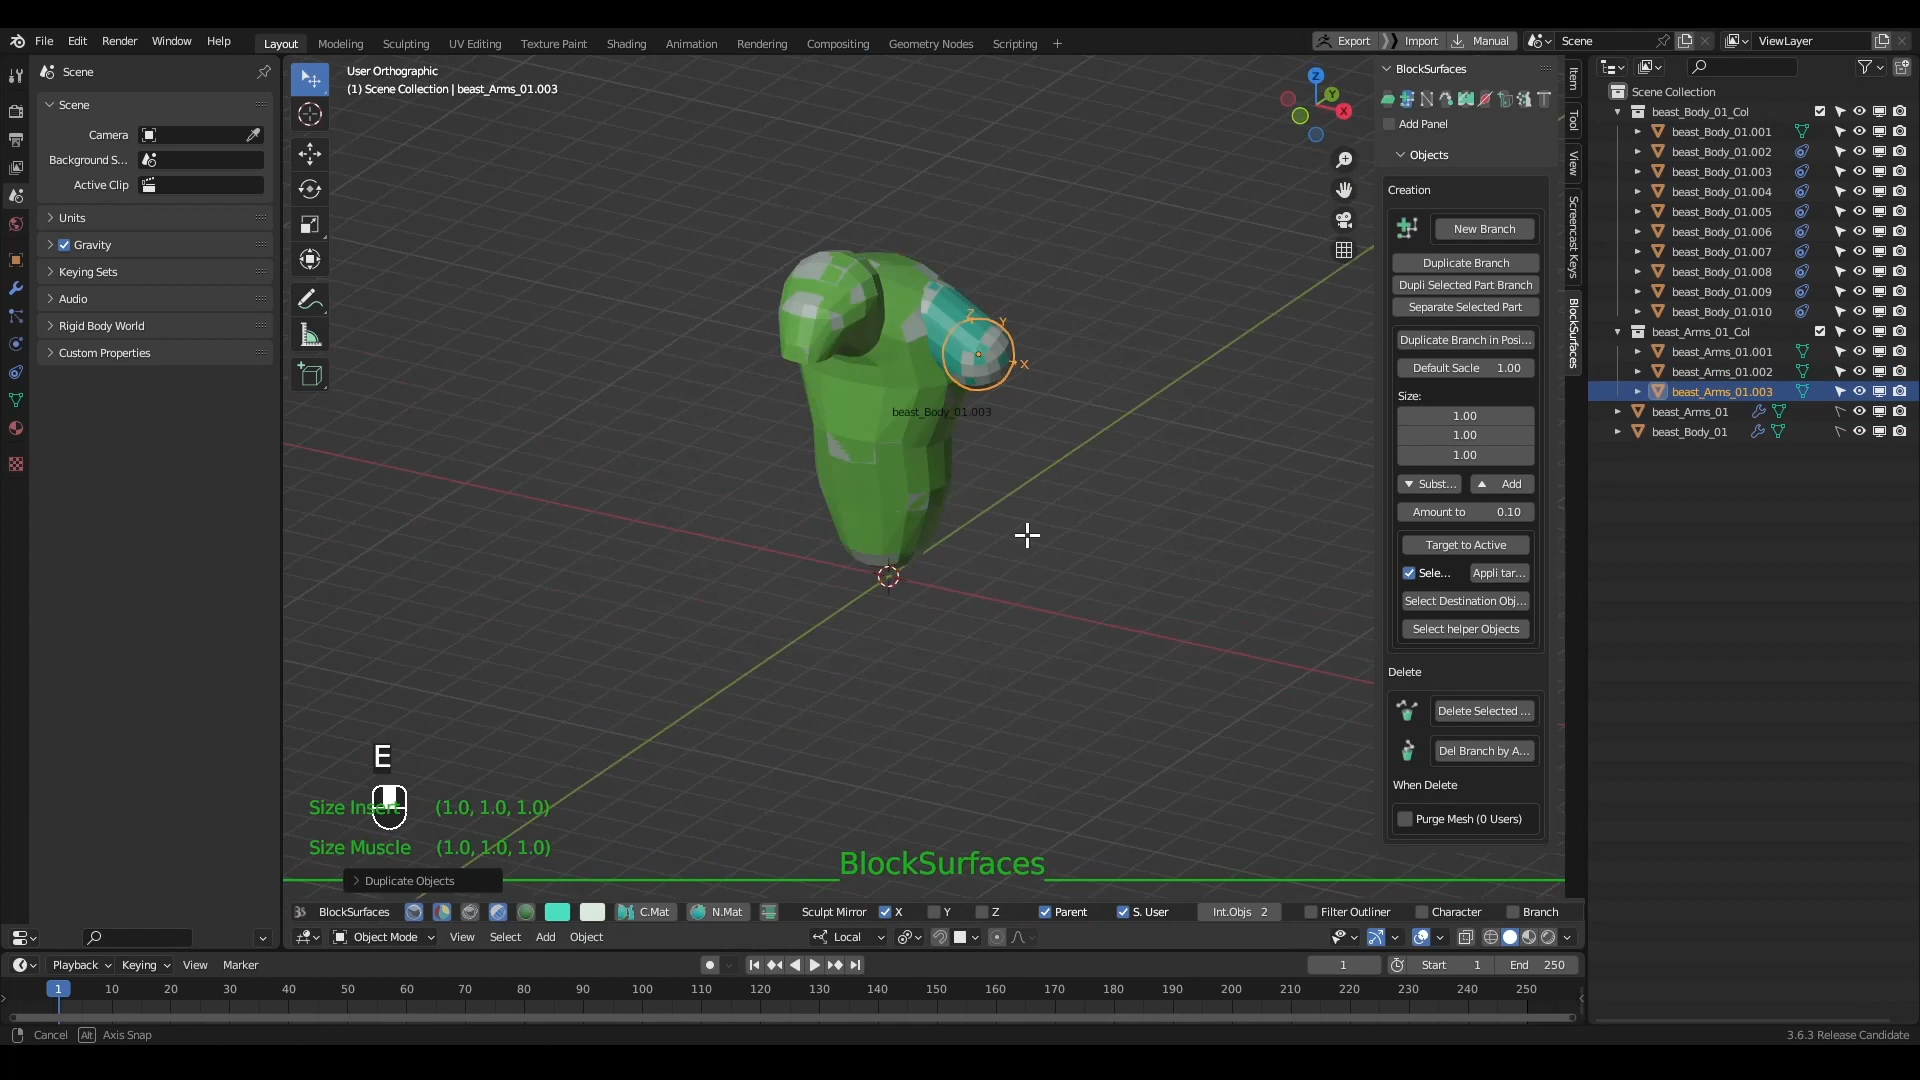 File Edit Render Window Help Layout Modeling Sculpting UV Editing Texture Paint Shading Animation Rendering Compositing Geometry Nodes Scripting + Export Import Manual Scene ViewLayer
Scene
Scene
Camera
Background S...
Active Clip
Units
Gravity
Keying Sets
Audio
Rigid Body World
Custom Properties
User Orthographic
(1) Scene Collection | beast_Arms_01.003
Z
Y
X
Z
Y
X
beast_Body_01.003
E
Size Insert (1.0, 1.0, 1.0)
Size Muscle (1.0, 1.0, 1.0)
Duplicate Objects
BlockSurfaces
BlockSurfaces
Add Panel
Objects
Creation
New Branch
Duplicate Branch
Dupli Selected Part Branch
Separate Selected Part
Duplicate Branch in Posi...
Default Sacle 1.00
Size:
1.00
1.00
1.00
Subst... Add
Amount to 0.10
Target to Active
Sele... Appli tar...
Select Destination Obj...
Select helper Objects
Delete
Delete Selected ...
Del Branch by A...
When Delete
Purge Mesh (0 Users)
Item
Tool
View
Screencast Keys
BlockSurfaces
Scene Collection
beast_Body_01_Col
beast_Body_01.001
beast_Body_01.002
beast_Body_01.003
beast_Body_01.004
beast_Body_01.005
beast_Body_01.006
beast_Body_01.007
beast_Body_01.008
beast_Body_01.009
beast_Body_01.010
beast_Arms_01_Col
beast_Arms_01.001
beast_Arms_01.002
beast_Arms_01.003
beast_Arms_01
beast_Body_01
BlockSurfaces C.Mat N.Mat Sculpt Mirror X Y Z Parent S. User Int.Objs 2 Filter Outliner Character Branch
Object Mode View Select Add Object Local
Playback Keying View Marker 1 Start 1 End 250
1 10 20 30 40 50 60 70 80 90 100 110 120 130 140 150 160 170 180 190 200 210 220 230 240 250
Cancel Alt Axis Snap 3.6.3 Release Candidate